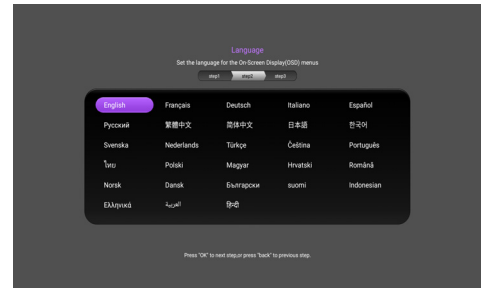 Language
Set the language for the On-Screen Display(OSD) menus
step1 step2 step3
English Français Deutsch Italiano Español
Русский 繁體中文 简体中文 日本語 한국어
Svenska Nederlands Türkçe Čeština Português
ไทย Polski Magyar Hrvatski Română
Norsk Dansk Български suomi Indonesian
Ελληνικά العربية हिन्दी
Press "OK" to next step,or press "back" to previous step.